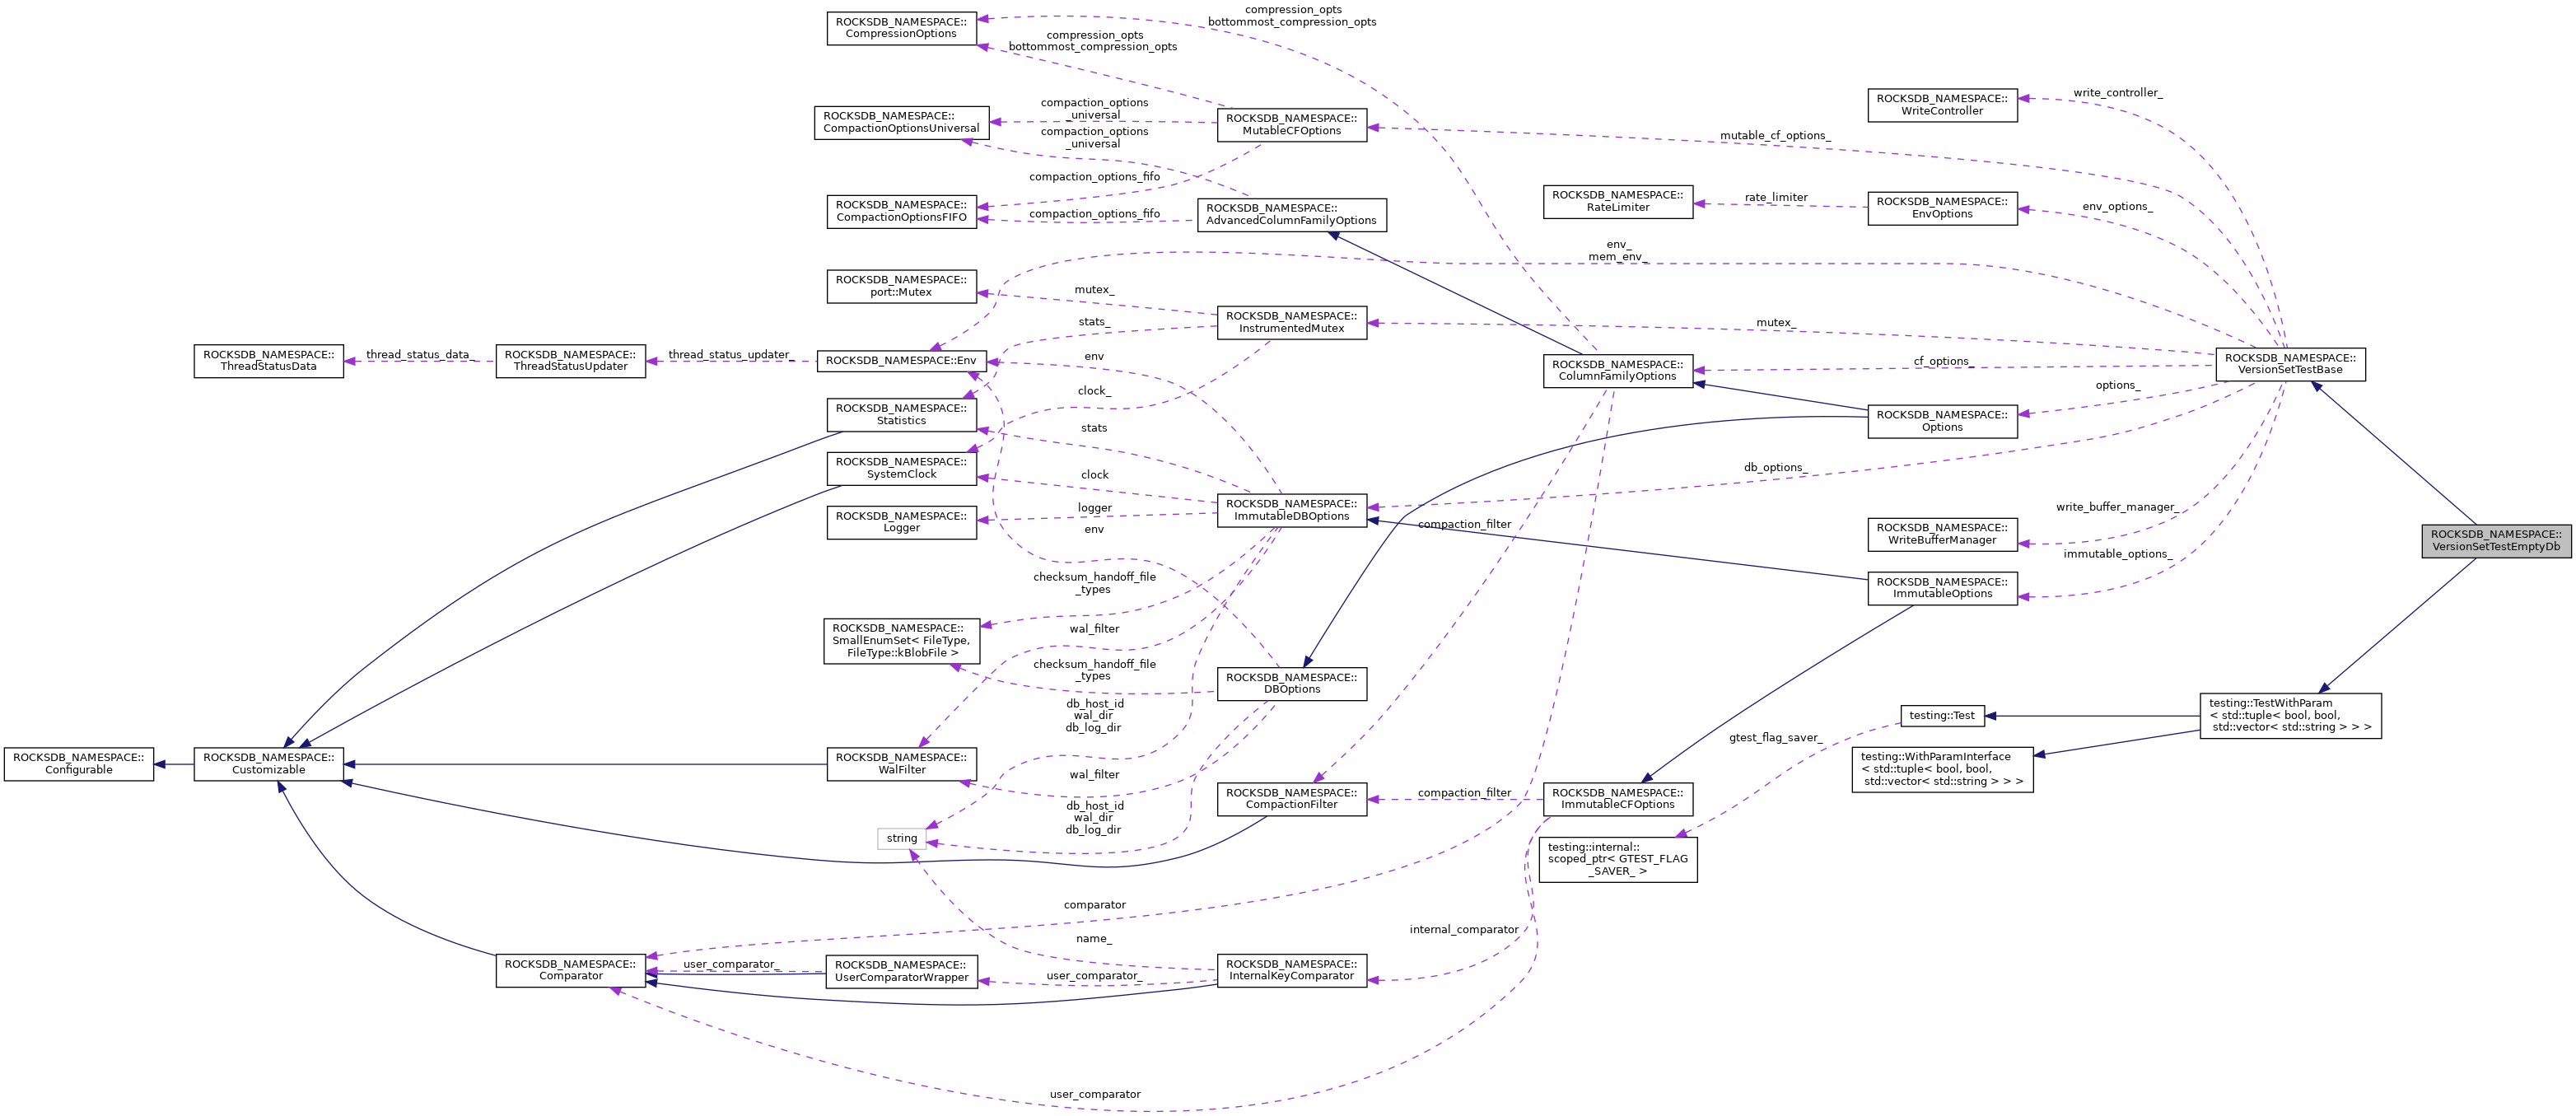 compression_opts
bottommost_compression_opts
ROCKSDB_NAMESPACE::
CompressionOptions
compression_opts
bottommost_compression_opts
ROCKSDB_NAMESPACE::
WriteController
write_controller_
ROCKSDB_NAMESPACE::
CompactionOptionsUniversal
compaction_options
_universal
compaction_options
_universal
ROCKSDB_NAMESPACE::
MutableCFOptions
mutable_cf_options_
compaction_options_fifo
ROCKSDB_NAMESPACE::
CompactionOptionsFIFO
compaction_options_fifo
ROCKSDB_NAMESPACE::
AdvancedColumnFamilyOptions
ROCKSDB_NAMESPACE::
RateLimiter
rate_limiter
ROCKSDB_NAMESPACE::
EnvOptions
env_options_
env_
mem_env_
ROCKSDB_NAMESPACE::
port::Mutex
mutex_
stats_
ROCKSDB_NAMESPACE::
InstrumentedMutex
mutex_
ROCKSDB_NAMESPACE::
ThreadStatusData
thread_status_data_
ROCKSDB_NAMESPACE::
ThreadStatusUpdater
thread_status_updater_
ROCKSDB_NAMESPACE::Env
env
ROCKSDB_NAMESPACE::
ColumnFamilyOptions
cf_options_
ROCKSDB_NAMESPACE::
VersionSetTestBase
clock_
options_
ROCKSDB_NAMESPACE::
Statistics
stats
ROCKSDB_NAMESPACE::
Options
ROCKSDB_NAMESPACE::
SystemClock
clock
db_options_
ROCKSDB_NAMESPACE::
Logger
logger
env
ROCKSDB_NAMESPACE::
ImmutableDBOptions
compaction_filter
write_buffer_manager_
ROCKSDB_NAMESPACE::
WriteBufferManager
ROCKSDB_NAMESPACE::
VersionSetTestEmptyDb
immutable_options_
ROCKSDB_NAMESPACE::
ImmutableOptions
checksum_handoff_file
_types
ROCKSDB_NAMESPACE::
SmallEnumSet< FileType,
FileType::kBlobFile >
wal_filter
checksum_handoff_file
_types
ROCKSDB_NAMESPACE::
DBOptions
db_host_id
wal_dir
db_log_dir
testing::Test
testing::TestWithParam
< std::tuple< bool, bool,
std::vector< std::string > > >
gtest_flag_saver_
ROCKSDB_NAMESPACE::
Configurable
ROCKSDB_NAMESPACE::
Customizable
ROCKSDB_NAMESPACE::
WalFilter
wal_filter
testing::WithParamInterface
< std::tuple< bool, bool,
std::vector< std::string > > >
ROCKSDB_NAMESPACE::
CompactionFilter
compaction_filter
ROCKSDB_NAMESPACE::
ImmutableCFOptions
string
db_host_id
wal_dir
db_log_dir
testing::internal::
scoped_ptr< GTEST_FLAG
_SAVER_ >
comparator
name_
internal_comparator
ROCKSDB_NAMESPACE::
Comparator
user_comparator_
ROCKSDB_NAMESPACE::
UserComparatorWrapper
user_comparator_
ROCKSDB_NAMESPACE::
InternalKeyComparator
user_comparator